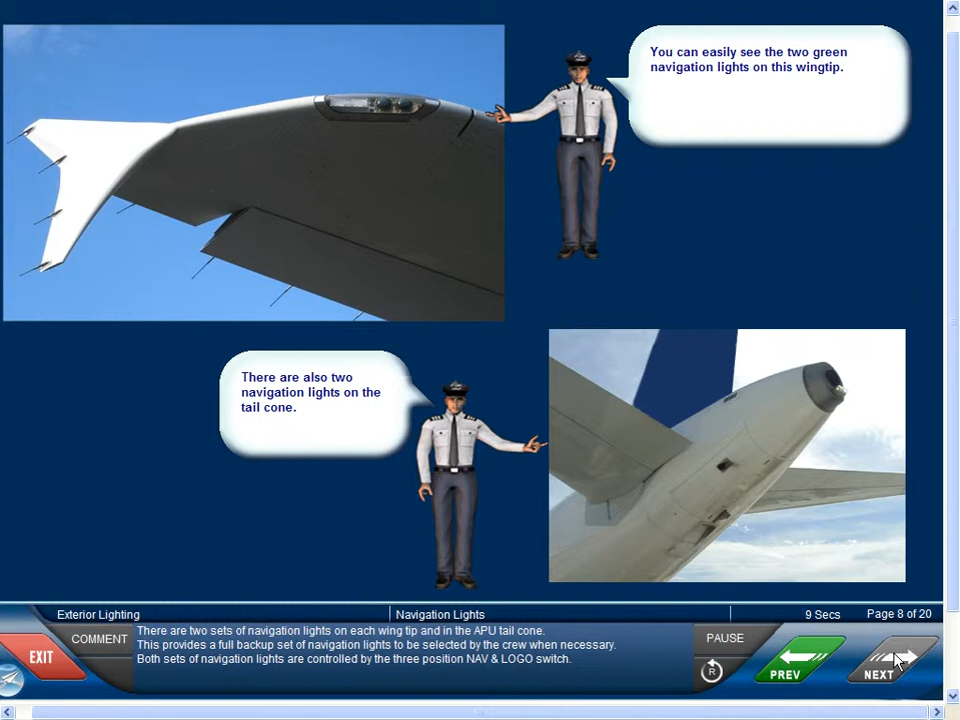 You can easily see the two green
navigation lights on this wingtip.
There are also two
navigation lights on the
tail cone.
Exterior Lighting
Navigation Lights
9 Secs
Page 8 of 20
EXIT
COMMENT
There are two sets of navigation lights on each wing tip and in the APU tail cone.
This provides a full backup set of navigation lights to be selected by the crew when necessary.
Both sets of navigation lights are controlled by the three position NAV & LOGO switch.
PAUSE
R
PREV
NEXT